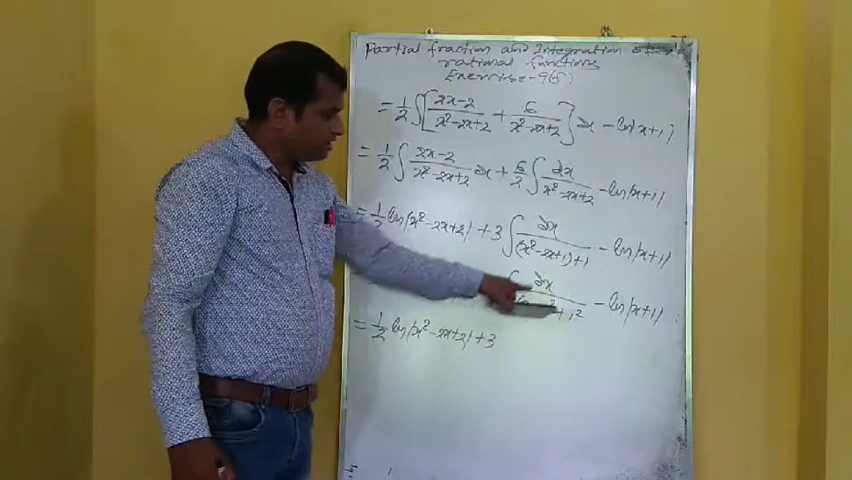 Partial fraction and Integration
rational functions
Exercise-9(5)
= 1/2 ∫ [ 2x-2 / x²-2x+2 + 6 / x²-2x+2 ] dx - ln|x+1|
= 1/2 ∫ 2x-2 / x²-2x+2 dx + 6/2 ∫ dx / x²-2x+2 - ln|x+1|
= 1/2 ln|x²-2x+2| + 3 ∫ dx / (x²-2x+1)+1 - ln|x+1|
∫ dx / +1² - ln|x+1|
= 1/2 ln|x²-2x+2| + 3